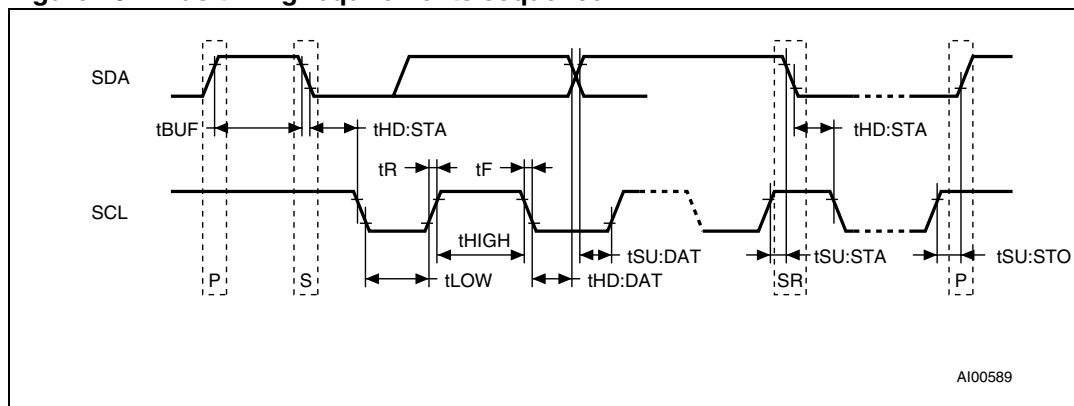 SDA
tBUF
tHD:STA
tHD:STA
tR
tF
SCL
tHIGH
tSU:DAT
tSU:STA
tSU:STO
P
S
tLOW
tHD:DAT
SR
P
AI00589